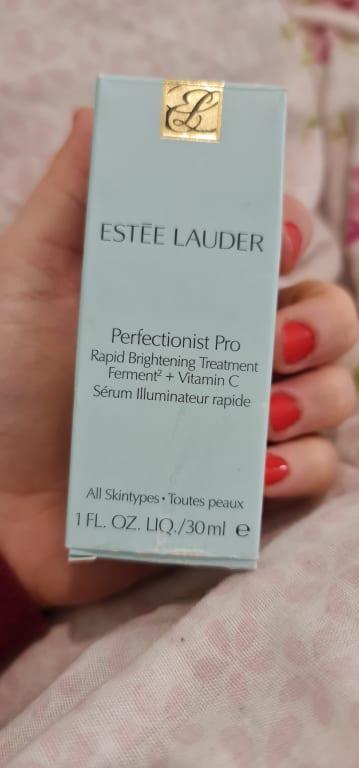 EL
ESTĒE LAUDER
Perfectionist Pro
Rapid Brightening Treatment
Ferment² + Vitamin C
Sérum Illuminateur rapide
All Skintypes • Toutes peaux
1 FL. OZ. LIQ./30 ml ℮